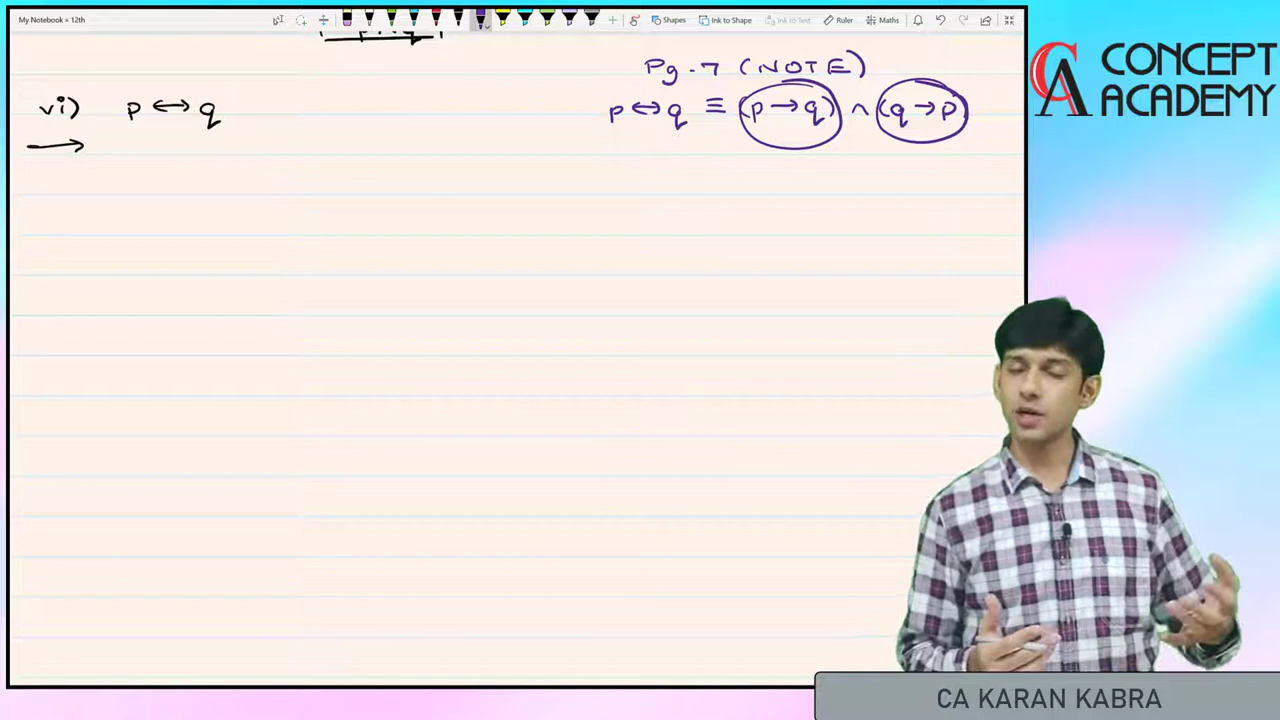 My Notebook » 12th
Shapes Ink to Shape Ink to Text Ruler Maths
CONCEPT
ACADEMY
Pg. 7 (NOTE)
vi) p ↔ q
p ↔ q ≡ (p → q) ∧ (q → p)
→
CA KARAN KABRA